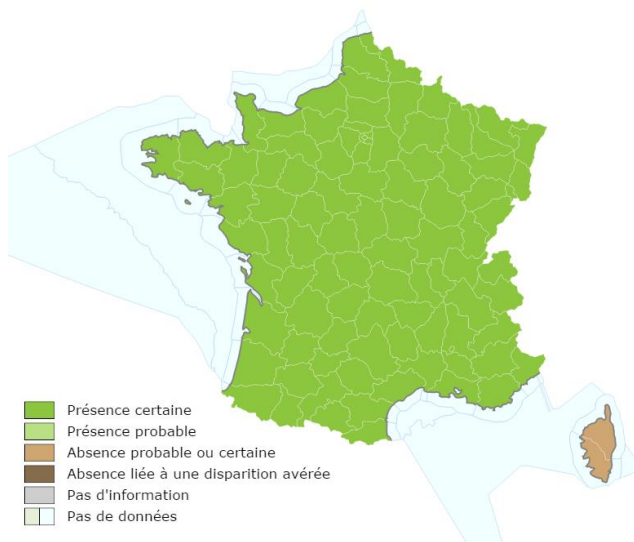 Présence certaine
Présence probable
Absence probable ou certaine
Absence liée à une disparition avérée
Pas d'information
Pas de données